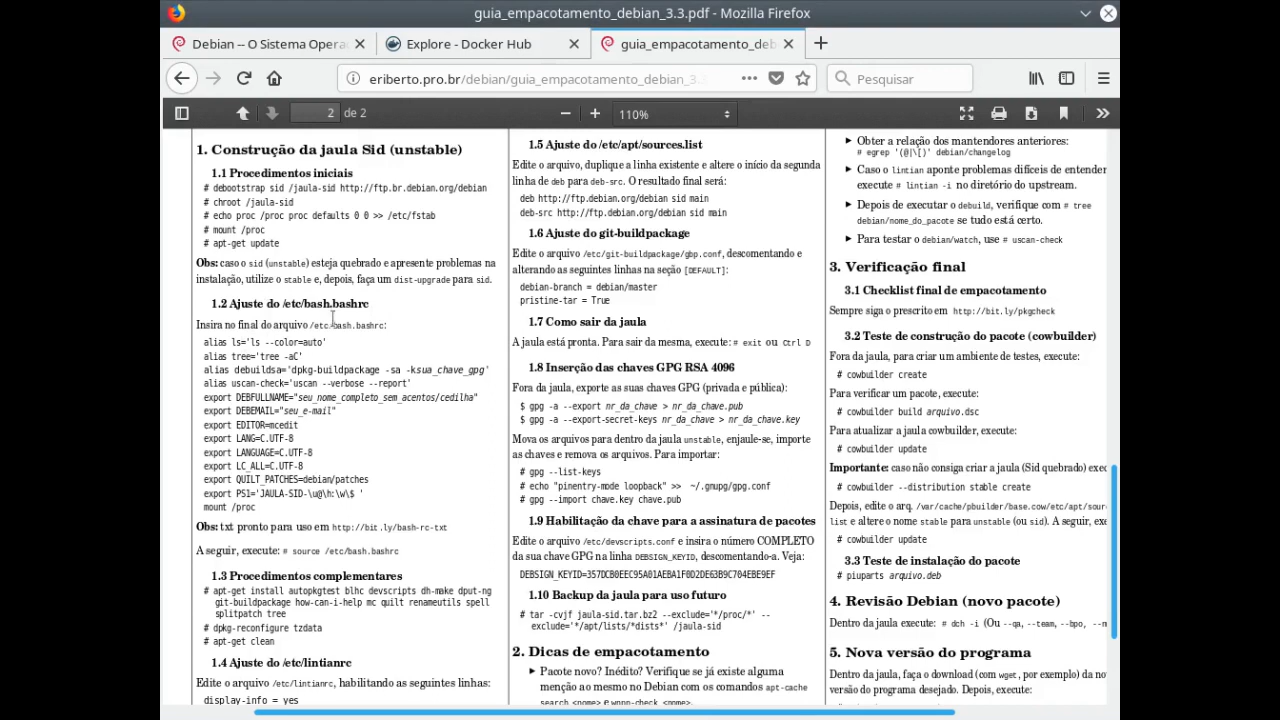 guia_empacotamento_debian_3.3.pdf - Mozilla Firefox
Debian -- O Sistema Opera
Explore - Docker Hub
guia_empacotamento_deb
eriberto.pro.br/debian/guia_empacotamento_debian_3.3
Pesquisar
2 de 2
110%
1. Construção da jaula Sid (unstable)
1.1 Procedimentos iniciais
# debootstrap sid /jaula-sid http://ftp.br.debian.org/debian
# chroot /jaula-sid
# echo proc /proc proc defaults 0 0 >> /etc/fstab
# mount /proc
# apt-get update
Obs: caso o sid (unstable) esteja quebrado e apresente problemas na
instalação, utilize o stable e, depois, faça um dist-upgrade para sid.
1.2 Ajuste do /etc/bash.bashrc
Insira no final do arquivo /etc/bash.bashrc:
alias ls='ls --color=auto'
alias tree='tree -aC'
alias debuildsa='dpkg-buildpackage -sa -ksua_chave_gpg'
alias uscan-check='uscan --verbose --report'
export DEBFULLNAME="seu_nome_completo_sem_acentos/cedilha"
export DEBEMAIL="seu_e-mail"
export EDITOR=mcedit
export LANG=C.UTF-8
export LANGUAGE=C.UTF-8
export LC_ALL=C.UTF-8
export QUILT_PATCHES=debian/patches
export PS1='JAULA-SID-\u@\h:\w\$ '
mount /proc
Obs: txt pronto para uso em http://bit.ly/bash-rc-txt
A seguir, execute: # source /etc/bash.bashrc
1.3 Procedimentos complementares
# apt-get install autopkgtest blhc devscripts dh-make dput-ng
git-buildpackage how-can-i-help mc quilt renameutils spell
splitpatch tree
# dpkg-reconfigure tzdata
# apt-get clean
1.4 Ajuste do /etc/lintianrc
Edite o arquivo /etc/lintianrc, habilitando as seguintes linhas:
display-info = yes
1.5 Ajuste do /etc/apt/sources.list
Edite o arquivo, duplique a linha existente e altere o início da segunda
linha de deb para deb-src. O resultado final será:
deb http://ftp.debian.org/debian sid main
deb-src http://ftp.debian.org/debian sid main
1.6 Ajuste do git-buildpackage
Edite o arquivo /etc/git-buildpackage/gbp.conf, descomentando e
alterando as seguintes linhas na seção [DEFAULT]:
debian-branch = debian/master
pristine-tar = True
1.7 Como sair da jaula
A jaula está pronta. Para sair da mesma, execute: # exit ou Ctrl D
1.8 Inserção das chaves GPG RSA 4096
Fora da jaula, exporte as suas chaves GPG (privada e pública):
$ gpg -a --export nr_da_chave > nr_da_chave.pub
$ gpg -a --export-secret-keys nr_da_chave > nr_da_chave.key
Mova os arquivos para dentro da jaula unstable, enjaule-se, importe
as chaves e remova os arquivos. Para importar:
# gpg --list-keys
# echo "pinentry-mode loopback" >> ~/.gnupg/gpg.conf
# gpg --import chave.key chave.pub
1.9 Habilitação da chave para a assinatura de pacotes
Edite o arquivo /etc/devscripts.conf e insira o número COMPLETO
da sua chave GPG na linha DEBSIGN_KEYID, descomentando-a. Veja:
DEBSIGN_KEYID=357DCB0EEC95A01AEBA1F0D2DE63B9C704EBE9EF
1.10 Backup da jaula para uso futuro
# tar -cvjf jaula-sid.tar.bz2 --exclude='*/proc/*' --
exclude='*/apt/lists/*dists*' /jaula-sid
2. Dicas de empacotamento
► Pacote novo? Inédito? Verifique se já existe alguma
menção ao mesmo no Debian com os comandos apt-cache
search <nome> e wnpp-check <nome>.
► Obter a relação dos mantendores anteriores:
# egrep '(@|\[)' debian/changelog
► Caso o lintian aponte problemas difíceis de entender
execute # lintian -i no diretório do upstream.
► Depois de executar o debuild, verifique com # tree
debian/nome_do_pacote se tudo está certo.
► Para testar o debian/watch, use # uscan-check
3. Verificação final
3.1 Checklist final de empacotamento
Sempre siga o prescrito em http://bit.ly/pkgcheck
3.2 Teste de construção do pacote (cowbuilder)
Fora da jaula, para criar um ambiente de testes, execute:
# cowbuilder create
Para verificar um pacote, execute:
# cowbuilder build arquivo.dsc
Para atualizar a jaula cowbuilder, execute:
# cowbuilder update
Importante: caso não consiga criar a jaula (Sid quebrado) exec
# cowbuilder --distribution stable create
Depois, edite o arq. /var/cache/pbuilder/base.cow/etc/apt/sour
list e altere o nome stable para unstable (ou sid). A seguir, exe
# cowbuilder update
3.3 Teste de instalação do pacote
# piuparts arquivo.deb
4. Revisão Debian (novo pacote)
Dentro da jaula execute: # dch -i (Ou --qa, --team, --bpo, --n
5. Nova versão do programa
Dentro da jaula, faça o download (com wget, por exemplo) da no
versão do programa desejado. Depois, execute: